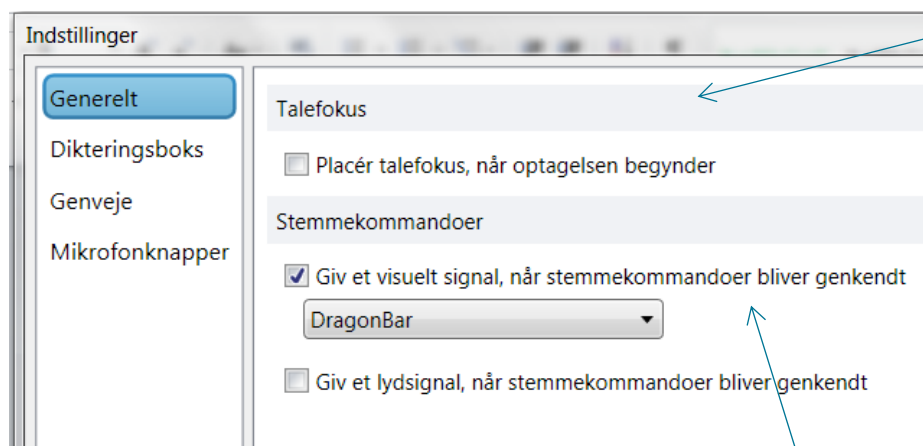 Indstillinger
Generelt
Dikteringsboks
Genveje
Mikrofonknapper
Talefokus
Placér talefokus, når optagelsen begynder
Stemmekommandoer
Giv et visuelt signal, når stemmekommandoer bliver genkendt
DragonBar
Giv et lydsignal, når stemmekommandoer bliver genkendt